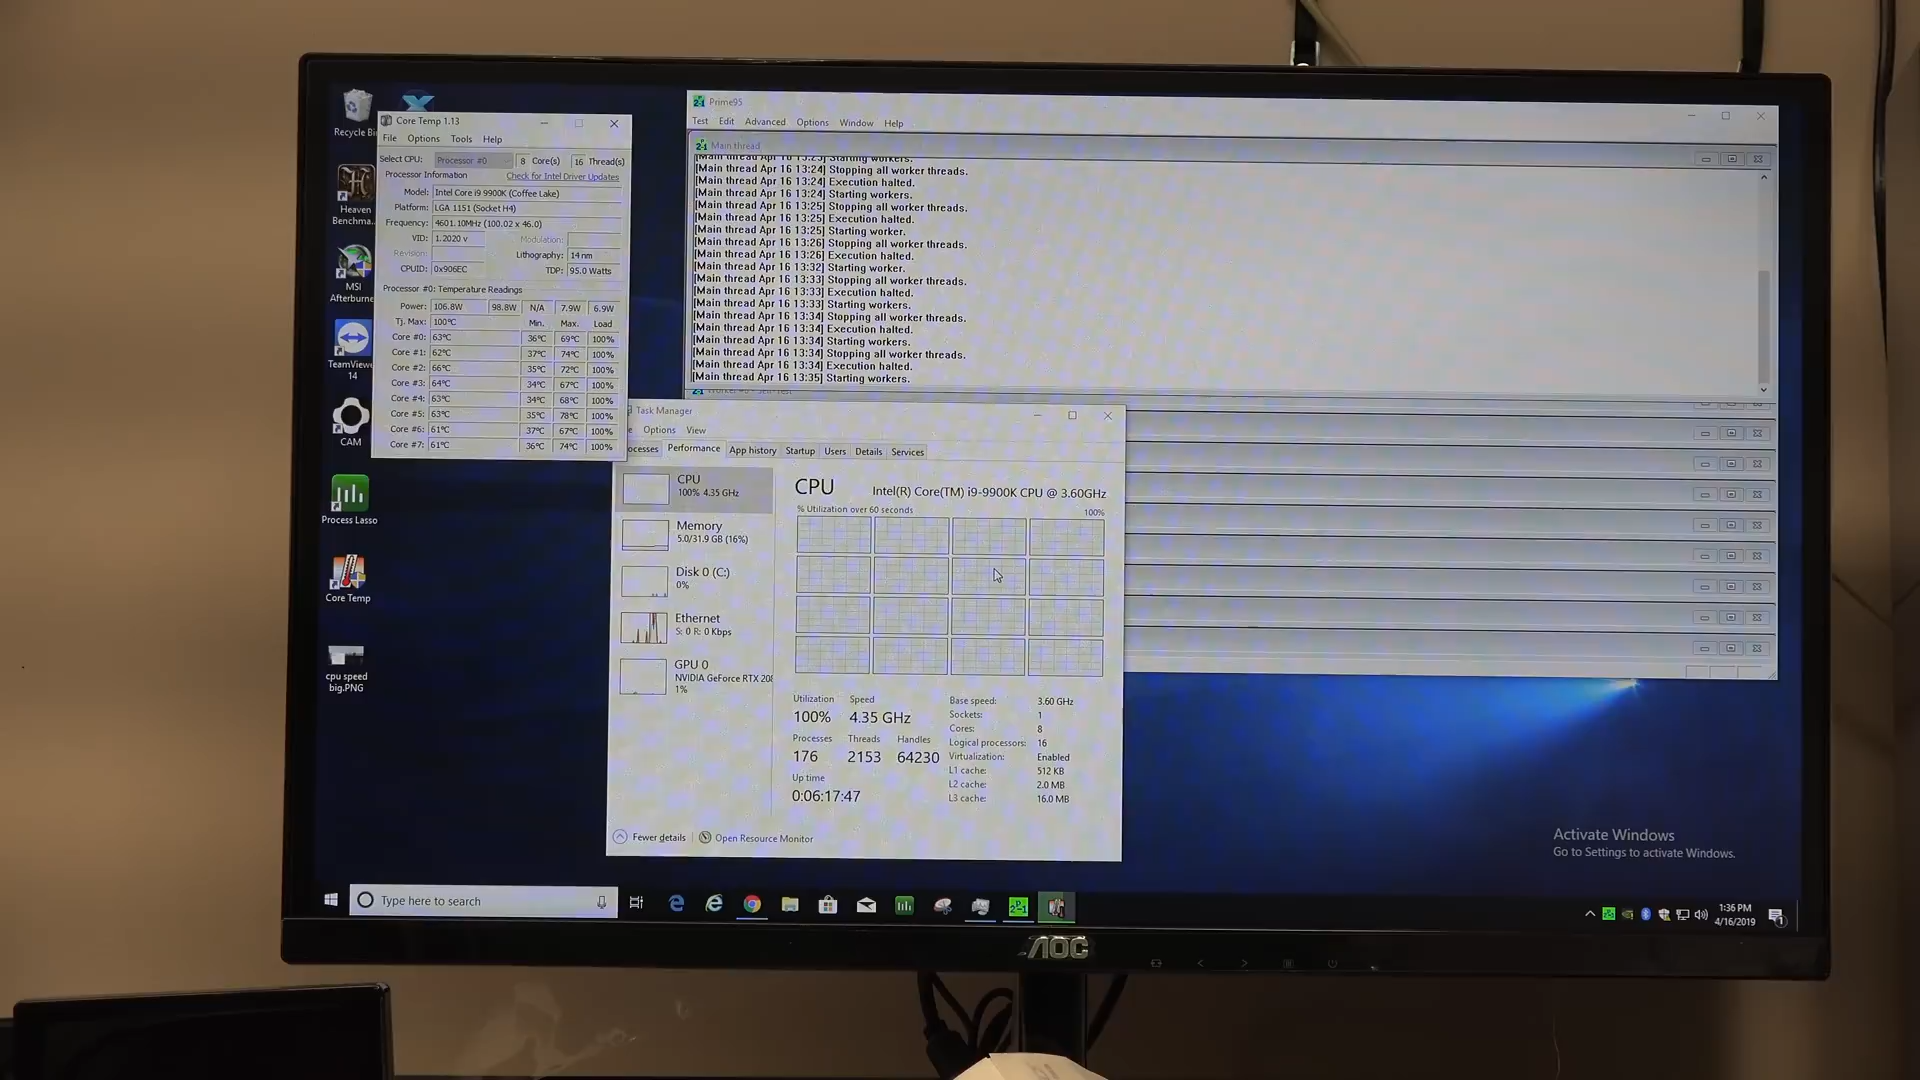 Recycle Bi
Heaven
Benchma...
MSI
Afterburne
TeamViewe
14
CAM
Process Lasso
Core Temp
cpu speed
big.PNG
Core Temp 1.13
File Options Tools Help
Select CPU: Processor #0 8 Core(s) 16 Thread(s)
Processor Information Check for Intel Driver Updates
Model: Intel Core i9 9900K (Coffee Lake)
Platform: LGA 1151 (Socket H4)
Frequency: 4601.10MHz (100.02 x 46.0)
VID: 1.2020 v Modulation:
Revision: Lithography: 14 nm
CPUID: 0x906EC TDP: 95.0 Watts
Processor #0: Temperature Readings
Power: 106.8W 98.8W N/A 7.9W 6.9W
Tj. Max: 100°C Min. Max. Load
Core #0: 63°C 36°C 69°C 100%
Core #1: 62°C 37°C 74°C 100%
Core #2: 66°C 35°C 72°C 100%
Core #3: 64°C 34°C 67°C 100%
Core #4: 63°C 34°C 68°C 100%
Core #5: 63°C 35°C 78°C 100%
Core #6: 61°C 37°C 67°C 100%
Core #7: 61°C 36°C 74°C 100%
Prime95
Test Edit Advanced Options Window Help
Main thread
[Main thread Apr 16 13:23] Starting workers.
[Main thread Apr 16 13:24] Stopping all worker threads.
[Main thread Apr 16 13:24] Execution halted.
[Main thread Apr 16 13:24] Starting workers.
[Main thread Apr 16 13:25] Stopping all worker threads.
[Main thread Apr 16 13:25] Execution halted.
[Main thread Apr 16 13:25] Starting worker.
[Main thread Apr 16 13:26] Stopping all worker threads.
[Main thread Apr 16 13:26] Execution halted.
[Main thread Apr 16 13:32] Starting worker.
[Main thread Apr 16 13:33] Stopping all worker threads.
[Main thread Apr 16 13:33] Execution halted.
[Main thread Apr 16 13:33] Starting workers.
[Main thread Apr 16 13:34] Stopping all worker threads.
[Main thread Apr 16 13:34] Execution halted.
[Main thread Apr 16 13:34] Starting workers.
[Main thread Apr 16 13:34] Stopping all worker threads.
[Main thread Apr 16 13:34] Execution halted.
[Main thread Apr 16 13:35] Starting workers.
Task Manager
e Options View
ocesses Performance App history Startup Users Details Services
CPU
100% 4.35 GHz
Memory
5.0/31.9 GB (16%)
Disk 0 (C:)
0%
Ethernet
S: 0 R: 0 Kbps
GPU 0
NVIDIA GeForce RTX 208
1%
CPU Intel(R) Core(TM) i9-9900K CPU @ 3.60GHz
% Utilization over 60 seconds 100%
Utilization Speed
100% 4.35 GHz
Processes Threads Handles
176 2153 64230
Up time
0:06:17:47
Base speed: 3.60 GHz
Sockets: 1
Cores: 8
Logical processors: 16
Virtualization: Enabled
L1 cache: 512 KB
L2 cache: 2.0 MB
L3 cache: 16.0 MB
Fewer details Open Resource Monitor
Activate Windows
Go to Settings to activate Windows.
Type here to search
1:36 PM
4/16/2019
AOC